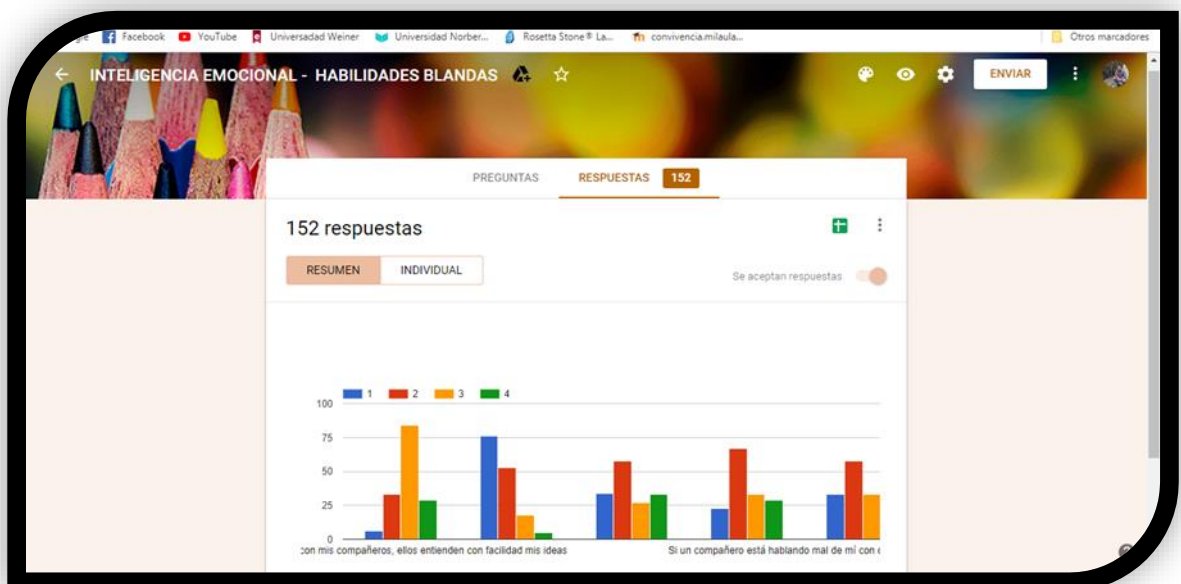 Facebook YouTube Universadad Weiner Universidad Norber... Rosetta Stone® La... convivencia.milaula... Otros marcadores
INTELIGENCIA EMOCIONAL - HABILIDADES BLANDAS ENVIAR
PREGUNTAS RESPUESTAS 152
152 respuestas
RESUMEN INDIVIDUAL Se aceptan respuestas
1 2 3 4
100
75
50
25
0
con mis compañeros, ellos entienden con facilidad mis ideas Si un compañero está hablando mal de mí con